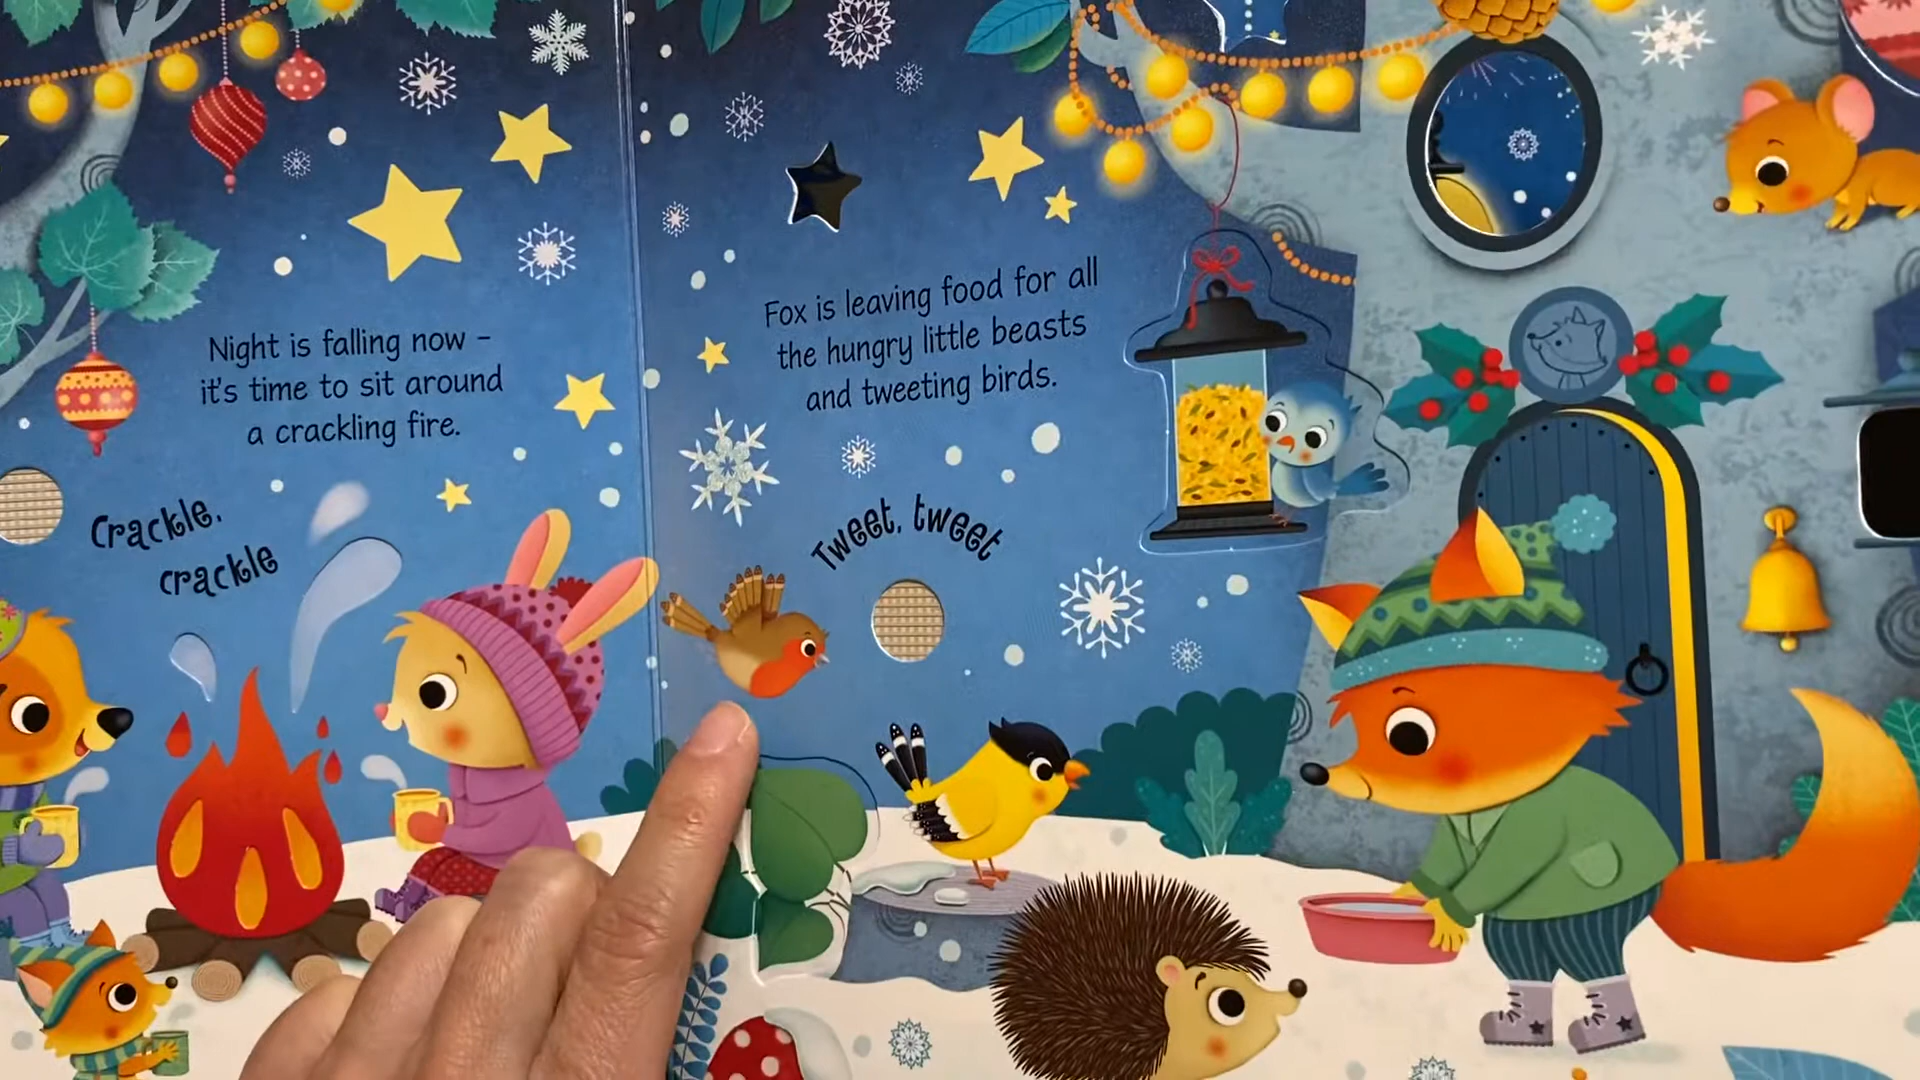 Night is falling now –
it's time to sit around
a crackling fire.
Crackle,
crackle
Fox is leaving food for all
the hungry little beasts
and tweeting birds.
Tweet, tweet